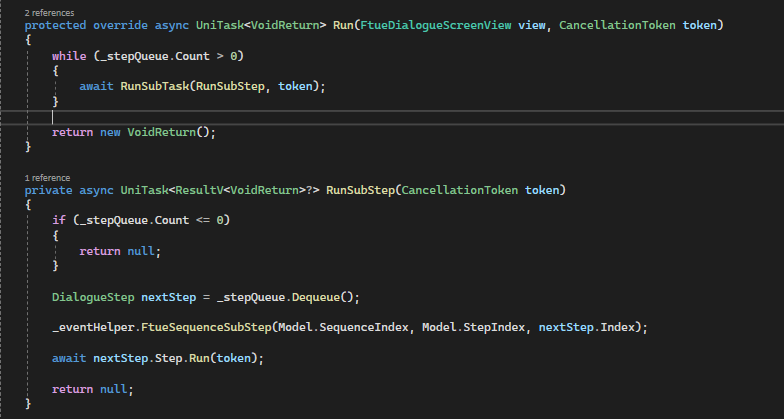 2 references
protected override async UniTask<VoidReturn> Run(FtueDialogueScreenView view, CancellationToken token)
{
while (_stepQueue.Count > 0)
{
await RunSubTask(RunSubStep, token);
}
return new VoidReturn();
}
1 reference
private async UniTask<ResultV<VoidReturn>?> RunSubStep(CancellationToken token)
{
if (_stepQueue.Count <= 0)
{
return null;
}
DialogueStep nextStep = _stepQueue.Dequeue();
_eventHelper.FtueSequenceSubStep(Model.SequenceIndex, Model.StepIndex, nextStep.Index);
await nextStep.Step.Run(token);
return null;
}